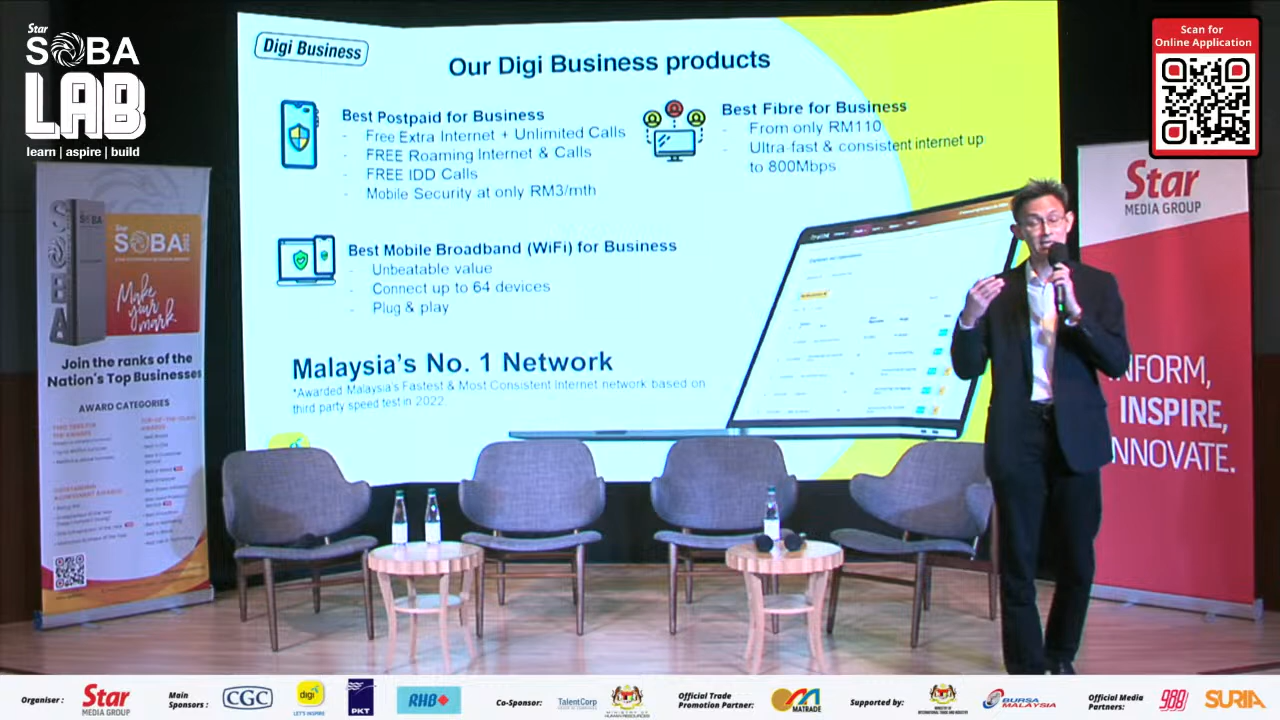 Star
SOBA
LAB
learn | aspire | build
Scan for
Online Application
Digi Business
Our Digi Business products
Best Postpaid for Business
- Free Extra Internet + Unlimited Calls
- FREE Roaming Internet & Calls
- FREE IDD Calls
- Mobile Security at only RM3/mth
Best Fibre for Business
- From only RM110
- Ultra-fast & consistent internet up
to 800Mbps
Best Mobile Broadband (WiFi) for Business
- Unbeatable value
- Connect up to 64 devices
- Plug & play
Malaysia's No. 1 Network
*Awarded Malaysia's Fastest & Most Consistent Internet network based on
third party speed test in 2022
SOBA
Star
SOBA
Make
your
mark.
Join the ranks of the
Nation's Top Businesses
AWARD CATEGORIES
Star
MEDIA GROUP
INFORM,
INSPIRE,
INNOVATE.
Organiser :
Star
MEDIA GROUP
Main
Sponsors :
CGC
digi
LET'S INSPIRE
PKT
RHB
Co-Sponsor:
TalentCorp
MINISTRY OF
HUMAN RESOURCES
Official Trade
Promotion Partner:
MATRADE
Supported by:
BURSA
MALAYSIA
Official Media
Partners:
988
SURIA